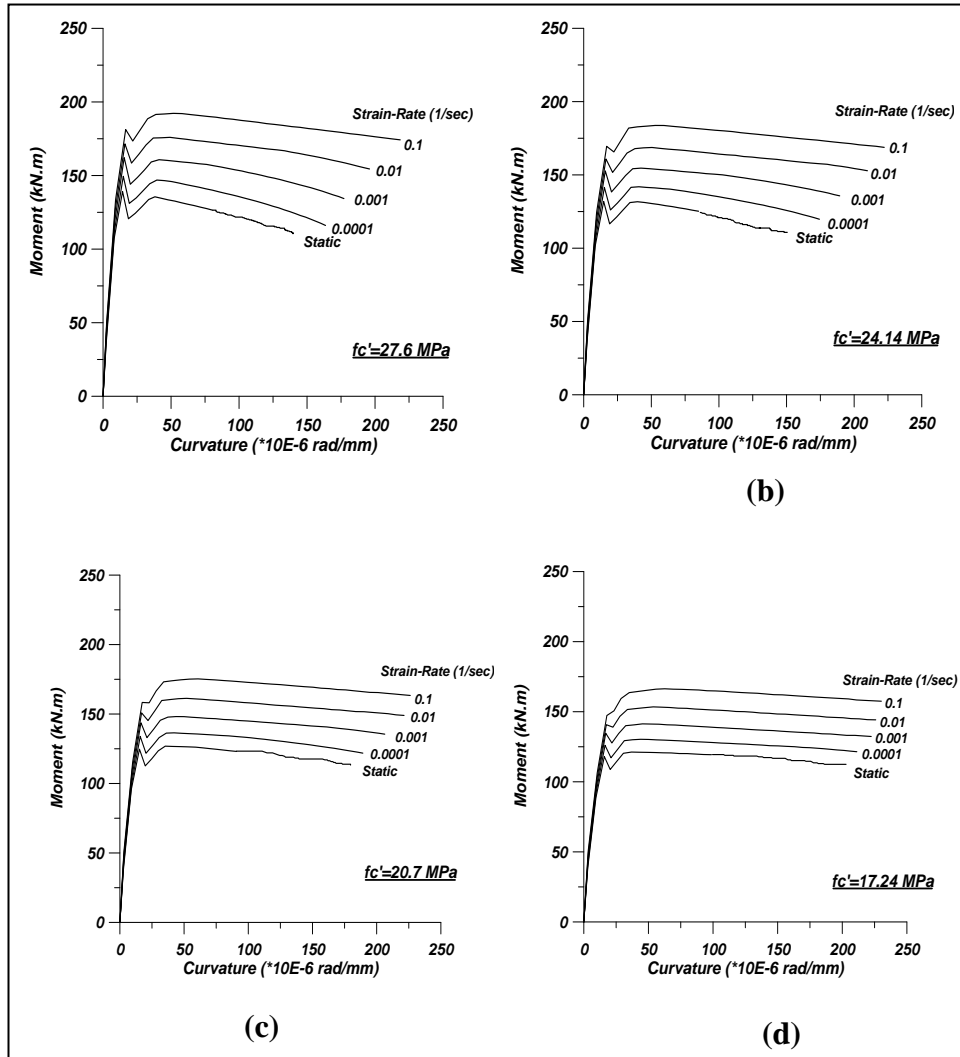 250
200
150
100
50
0
Moment (kN.m)
Strain-Rate (1/sec)
0.1
0.01
0.001
0.0001
Static
fc'=27.6 MPa
0 50 100 150 200 250
Curvature (*10E-6 rad/mm)
250
200
150
100
50
0
Moment (kN.m)
Strain-Rate (1/sec)
0.1
0.01
0.001
0.0001
Static
fc'=24.14 MPa
0 50 100 150 200 250
Curvature (*10E-6 rad/mm)
(b)
250
200
150
100
50
0
Moment (kN.m)
Strain-Rate (1/sec)
0.1
0.01
0.001
0.0001
Static
fc'=20.7 MPa
0 50 100 150 200 250
Curvature (*10E-6 rad/mm)
(c)
250
200
150
100
50
0
Moment (kN.m)
Strain-Rate (1/sec)
0.1
0.01
0.001
0.0001
Static
fc'=17.24 MPa
0 50 100 150 200 250
Curvature (*10E-6 rad/mm)
(d)